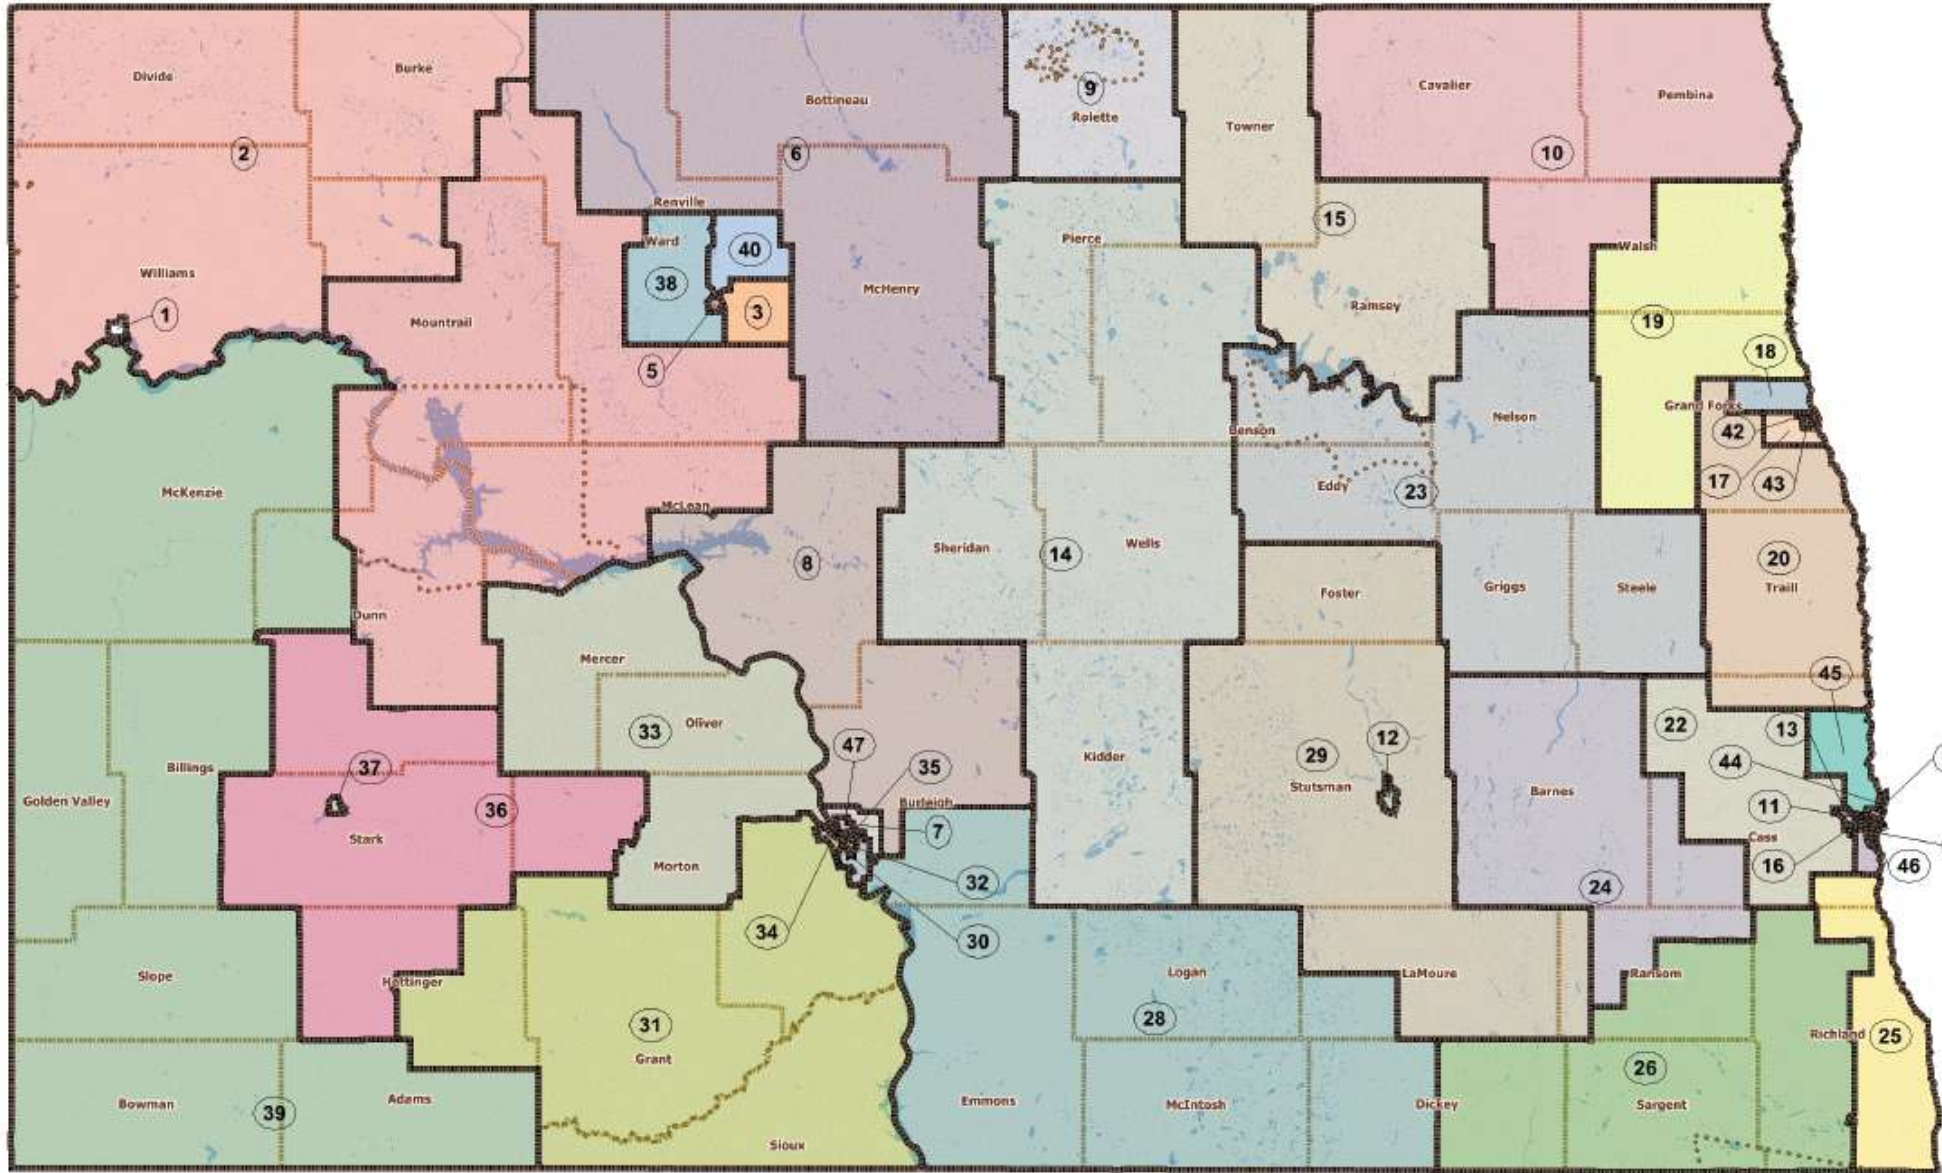 Divide
Burke
Bottineau
9
Rolette
Towner
Cavalier
Pembina
2
6
10
Renville
15
Williams
Ward
40
Pierce
Walsh
38
McHenry
Ramsey
1
Mountrail
3
19
5
18
Nelson
Grand Forks
42
Benson
17
43
McKenzie
McLean
Eddy
23
8
Sheridan
14
Wells
20
Traill
Foster
Griggs
Steele
Dunn
Mercer
45
33
Oliver
47
12
22
13
Billings
37
35
Kidder
29
Stutsman
44
Golden Valley
36
Burleigh
Barnes
11
Stark
7
Cass
Morton
32
16
46
24
34
30
Slope
Hettinger
Logan
LaMoure
Ransom
31
28
Richland
25
Grant
26
Bowman
39
Adams
Emmons
McIntosh
Dickey
Sargent
Sioux